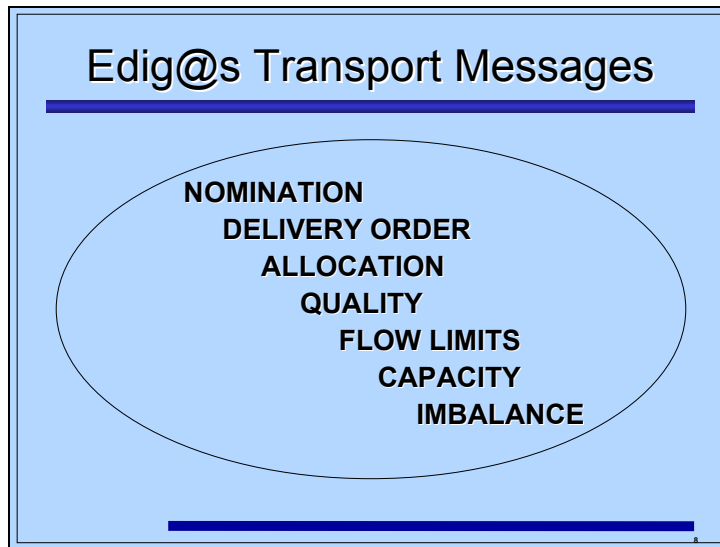 Edig@s Transport Messages
NOMINATION
DELIVERY ORDER
ALLOCATION
QUALITY
FLOW LIMITS
CAPACITY
IMBALANCE
8